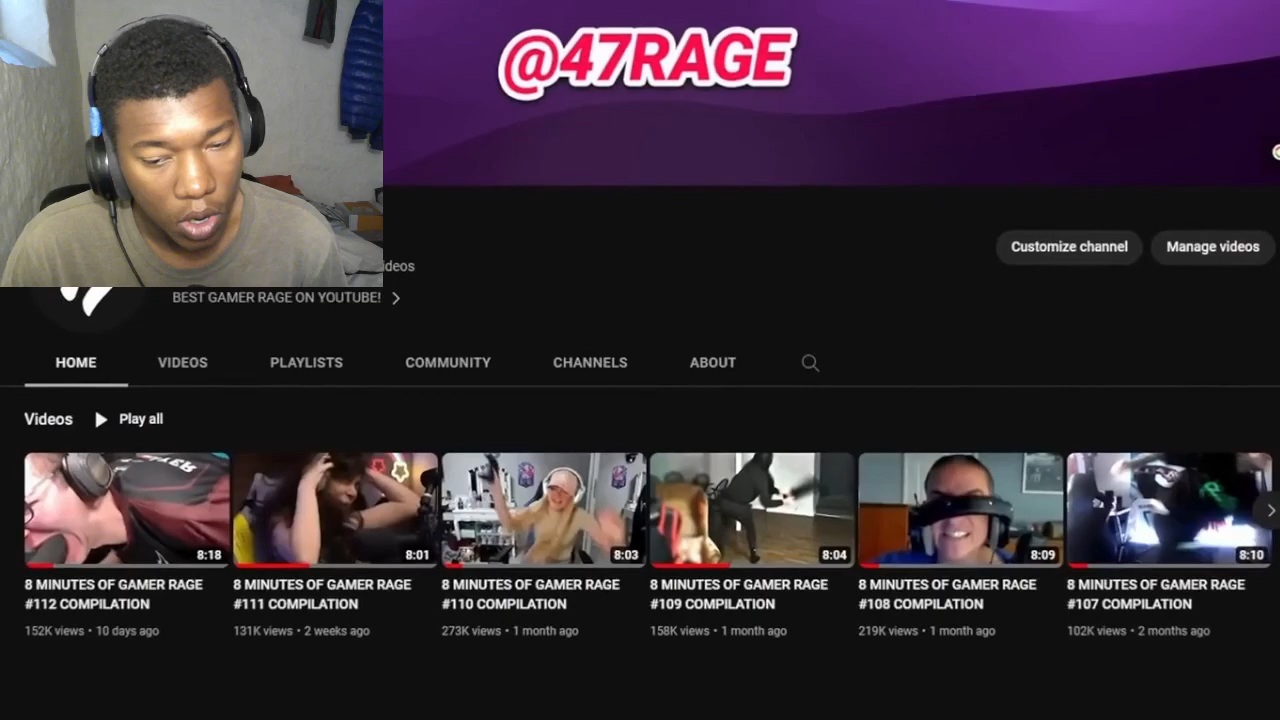 @47RAGE
Customize channel
Manage videos
ideos
BEST GAMER RAGE ON YOUTUBE!
HOME
VIDEOS
PLAYLISTS
COMMUNITY
CHANNELS
ABOUT
Videos
Play all
8:18
8:01
8:03
8:04
8:09
8:10
8 MINUTES OF GAMER RAGE
#112 COMPILATION
152K views • 10 days ago
8 MINUTES OF GAMER RAGE
#111 COMPILATION
131K views • 2 weeks ago
8 MINUTES OF GAMER RAGE
#110 COMPILATION
273K views • 1 month ago
8 MINUTES OF GAMER RAGE
#109 COMPILATION
158K views • 1 month ago
8 MINUTES OF GAMER RAGE
#108 COMPILATION
219K views • 1 month ago
8 MINUTES OF GAMER RAGE
#107 COMPILATION
102K views • 2 months ago